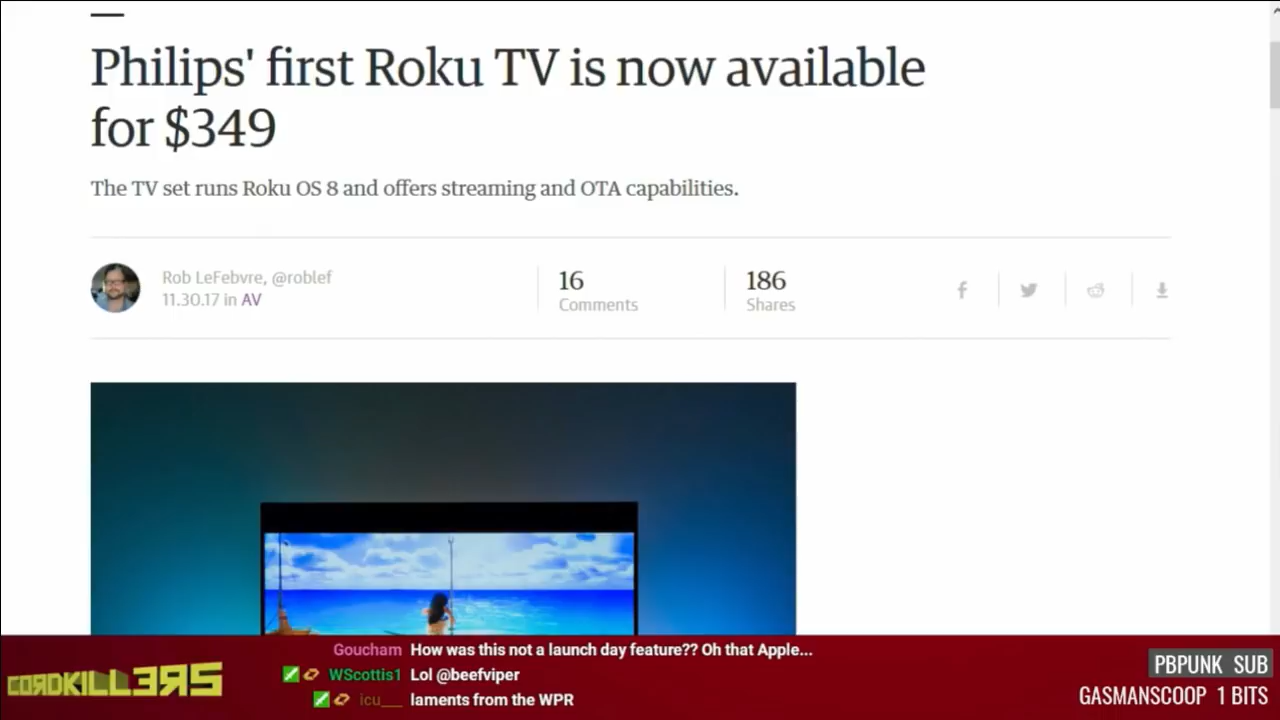 Philips' first Roku TV is now available
for $349
The TV set runs Roku OS 8 and offers streaming and OTA capabilities.
Rob LeFebvre, @roblef
11.30.17 in AV
16
Comments
186
Shares
Goucham How was this not a launch day feature?? Oh that Apple...
WScottis1 Lol @beefviper
icu___ laments from the WPR
CORDKILLERS
PBPUNK SUB
GASMANSCOOP 1 BITS